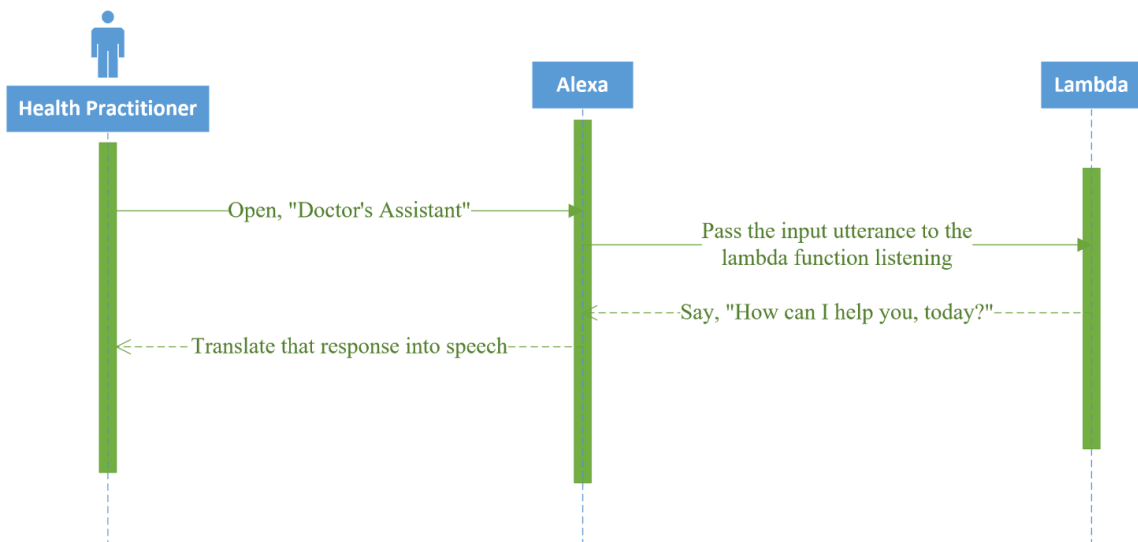 Health Practitioner
Alexa
Lambda
Open, "Doctor's Assistant"
Pass the input utterance to the
lambda function listening
Say, "How can I help you, today?"
Translate that response into speech